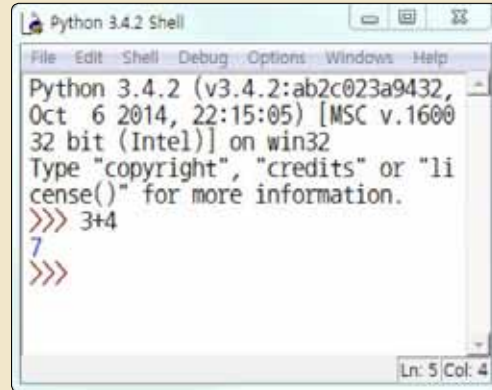 Python 3.4.2 Shell
File Edit Shell Debug Options Windows Help
Python 3.4.2 (v3.4.2:ab2c023a9432,
Oct  6 2014, 22:15:05) [MSC v.1600
32 bit (Intel)] on win32
Type "copyright", "credits" or "li
cense()" for more information.
>>> 3+4
7
>>>
Ln: 5 Col: 4